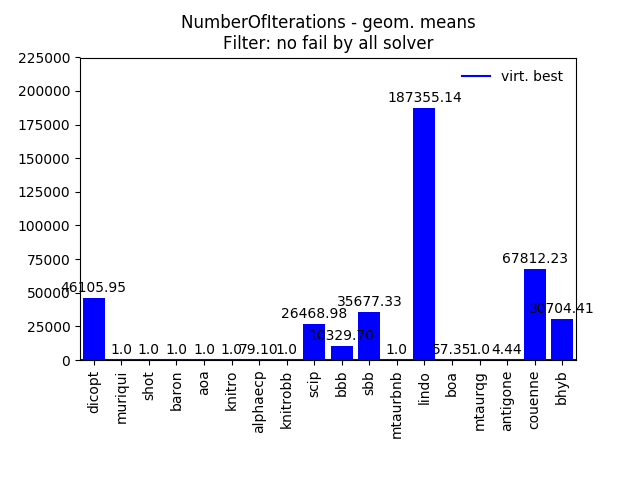 NumberOfIterations - geom. means
Filter: no fail by all solver
225000
200000
175000
150000
125000
100000
75000
50000
25000
0
virt. best
46105.95
1.0
1.0
1.0
1.0
1.0
79.10
1.0
26468.98
10329.70
35677.33
1.0
187355.14
57.35
1.0
4.44
67812.23
30704.41
dicopt
muriqui
shot
baron
aoa
knitro
alphaecp
knitrobb
scip
bbb
sbb
mtaurbnb
lindo
boa
mtaurqg
antigone
couenne
bhyb